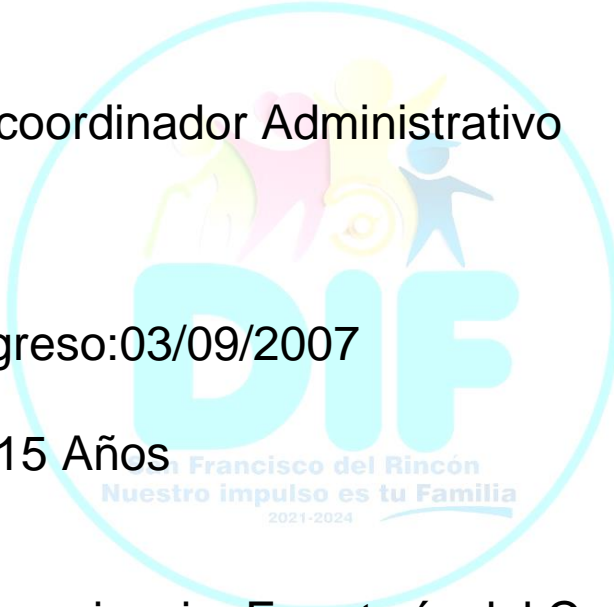 coordinador Administrativo
DIF
greso:03/09/2007
15 Años
San Francisco del Rincón
Nuestro impulso es tu Familia
2021-2024